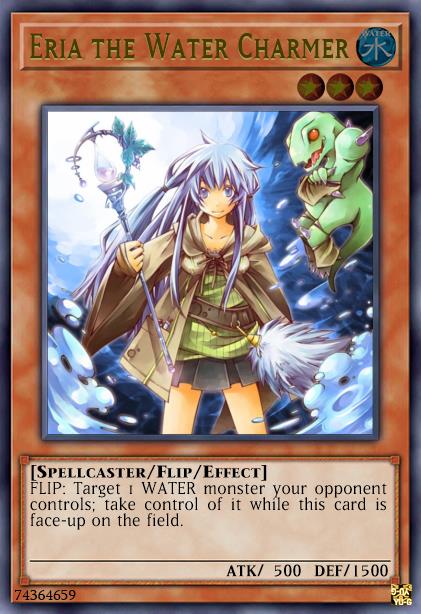 Eria the Water Charmer
WATER
水
[Spellcaster/Flip/Effect]
FLIP: Target 1 WATER monster your opponent
controls; take control of it while this card is
face-up on the field.
ATK/ 500 DEF/1500
74364659